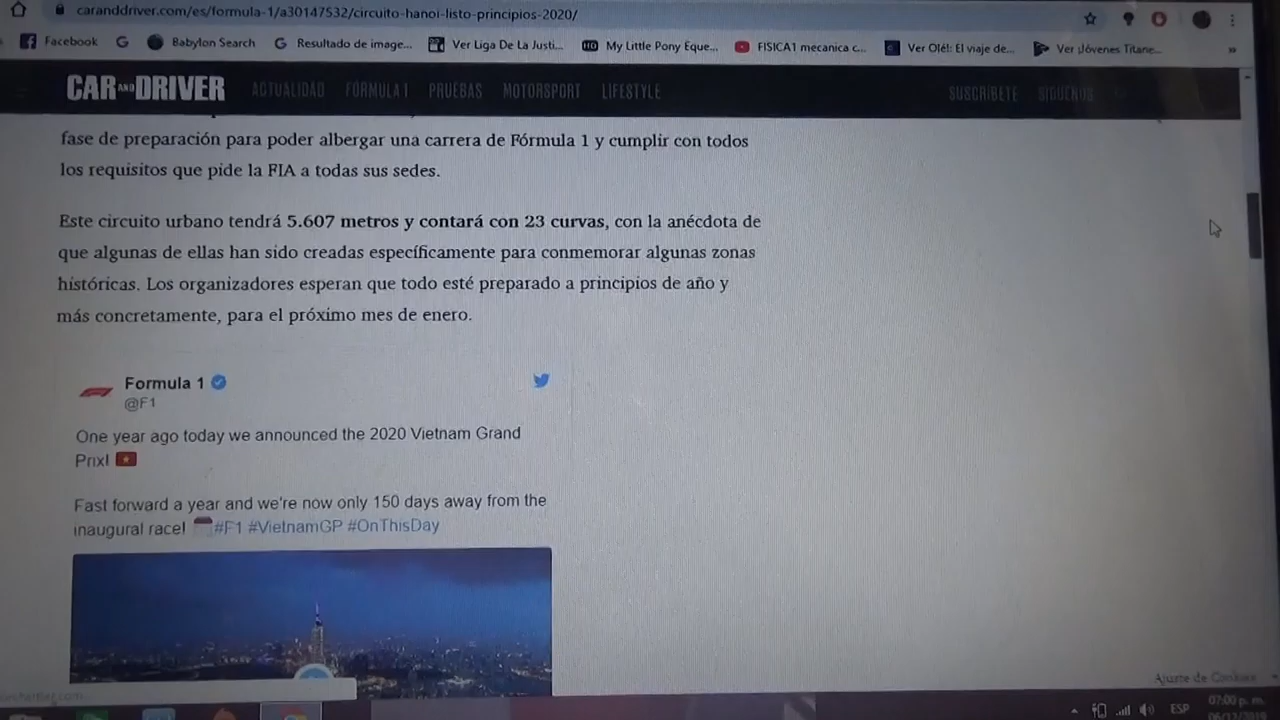 caranddriver.com/es/formula-1/a30147532/circuito-hanoi-listo-principios-2020/
Facebook
Babylon Search
Resultado de image...
Ver Liga De La Justi...
My Little Pony Eque...
FISICA1 mecanica c...
Ver Olé!: El viaje de...
Ver ¡Jóvenes Titane...
»
CAR AND DRIVER
ACTUALIDAD
FÓRMULA 1
PRUEBAS
MOTORSPORT
LIFESTYLE
SUSCRÍBETE
SÍGUENOS
fase de preparación para poder albergar una carrera de Fórmula 1 y cumplir con todos
los requisitos que pide la FIA a todas sus sedes.
Este circuito urbano tendrá 5.607 metros y contará con 23 curvas, con la anécdota de
que algunas de ellas han sido creadas específicamente para conmemorar algunas zonas
históricas. Los organizadores esperan que todo esté preparado a principios de año y
más concretamente, para el próximo mes de enero.
Formula 1
@F1
One year ago today we announced the 2020 Vietnam Grand
Prix!
Fast forward a year and we're now only 150 days away from the
inaugural race! #F1 #VietnamGP #OnThisDay
Ajuste de Cookies
ESP
07:00 p. m.